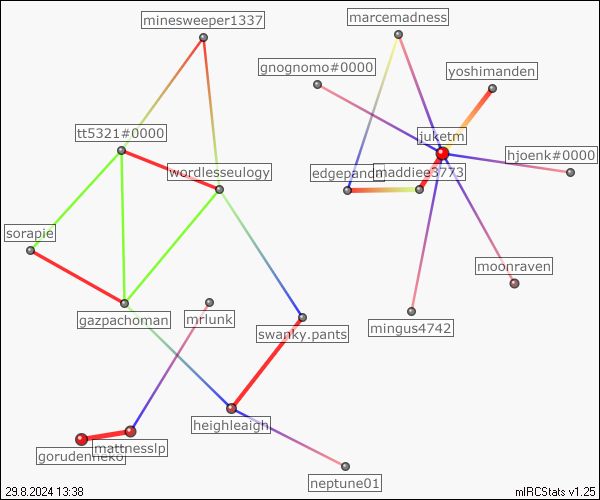 minesweeper1337
marcemadness
gnognomo#0000
yoshimanden
tt5321#0000
juketm
hjoenk#0000
wordlesseulogy
maddiee3773
sorapie
moonraven
gazpachoman
mrlunk
swanky.pants
mingus4742
heighleaigh
mattnesslp
gorudenneko
neptune01
29.8.2024 13:38
mIRCStats v1.25